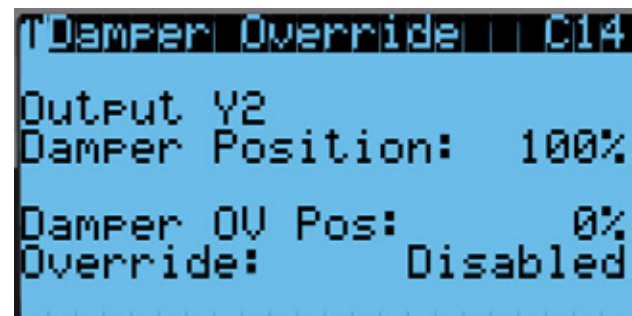 Damper Override C14
Output Y2
Damper Position: 100%
Damper OV Pos: 0%
Override: Disabled